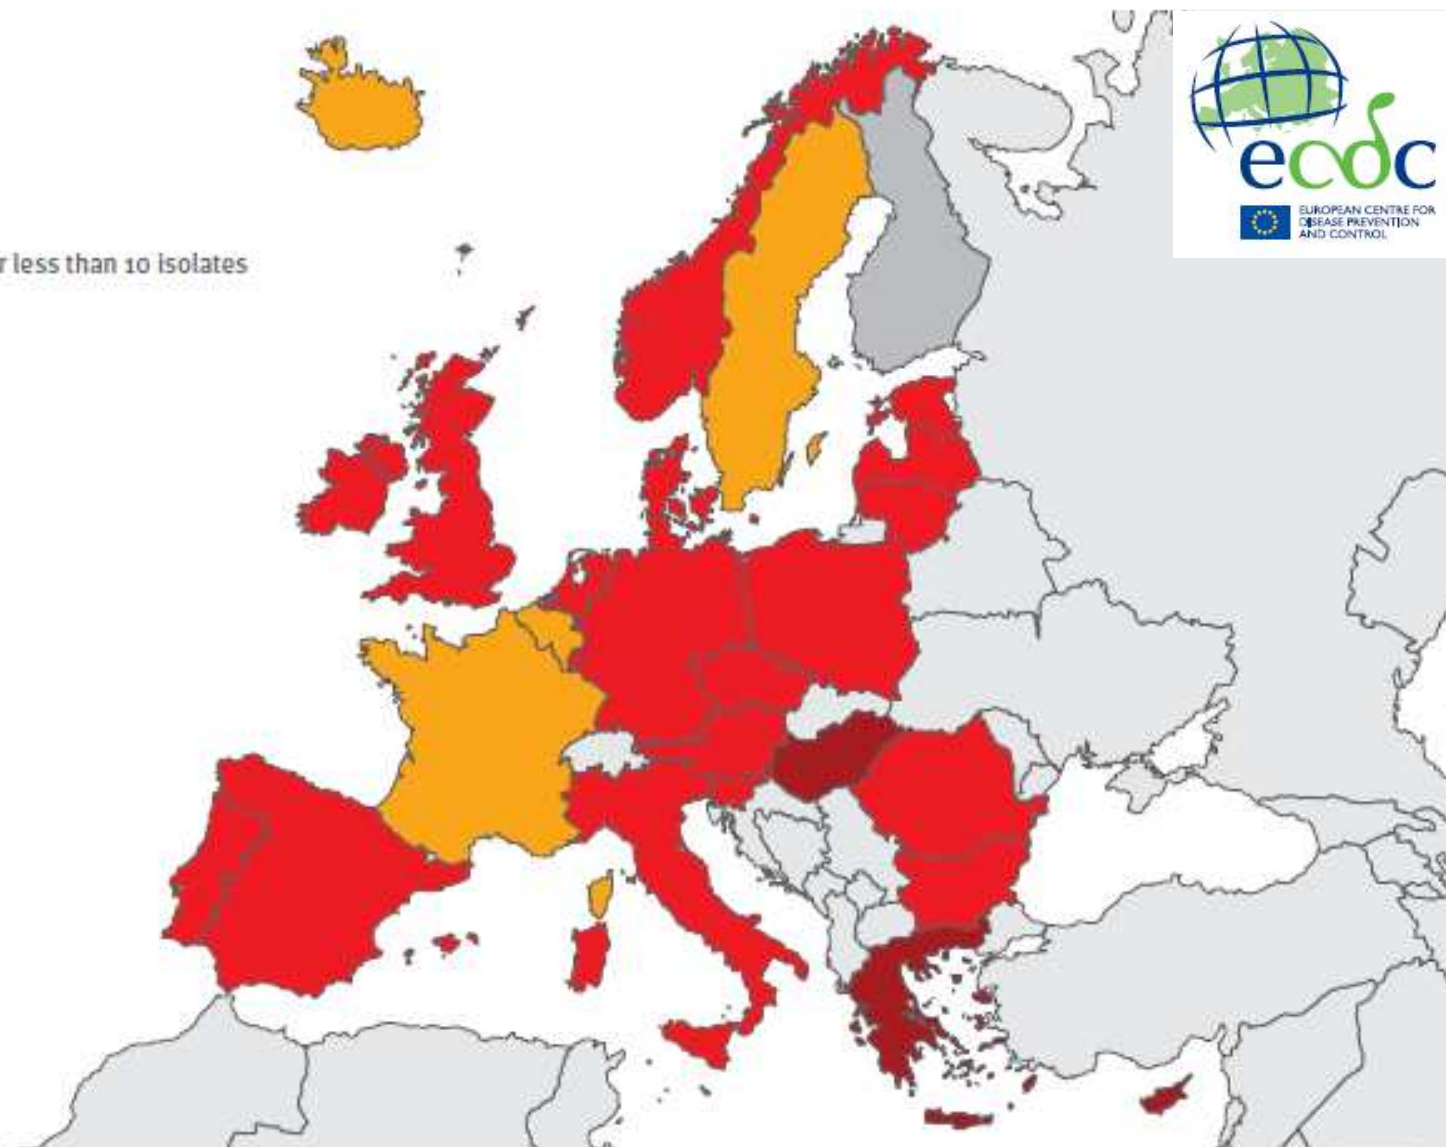 ecdc
EUROPEAN CENTRE FOR
DISEASE PREVENTION
AND CONTROL
r less than 10 isolates